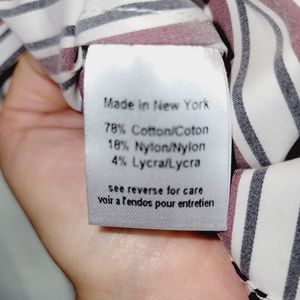 Made in New York
78% Cotton/Coton
18% Nylon/Nylon
4% Lycra/Lycra
see reverse for care
voir a l'endos pour entretien